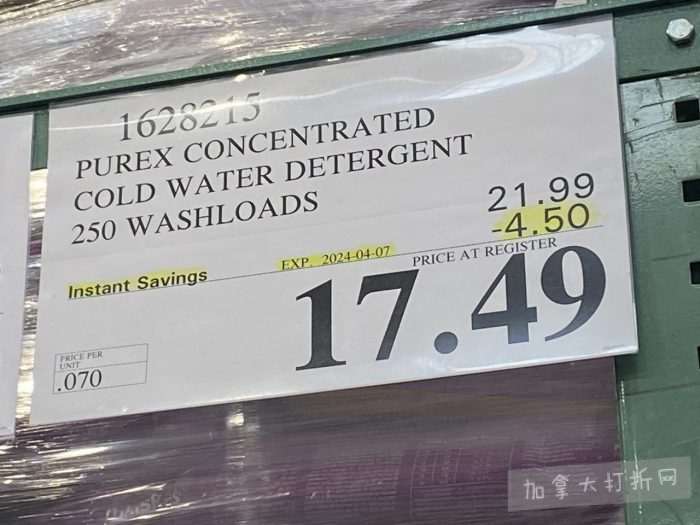 1628215
PUREX CONCENTRATED
COLD WATER DETERGENT
250 WASHLOADS
21.99
-4.50
Instant Savings
EXP. 2024-04-07
PRICE AT REGISTER
17.49
PRICE PER
UNIT
.070
加拿大打折网